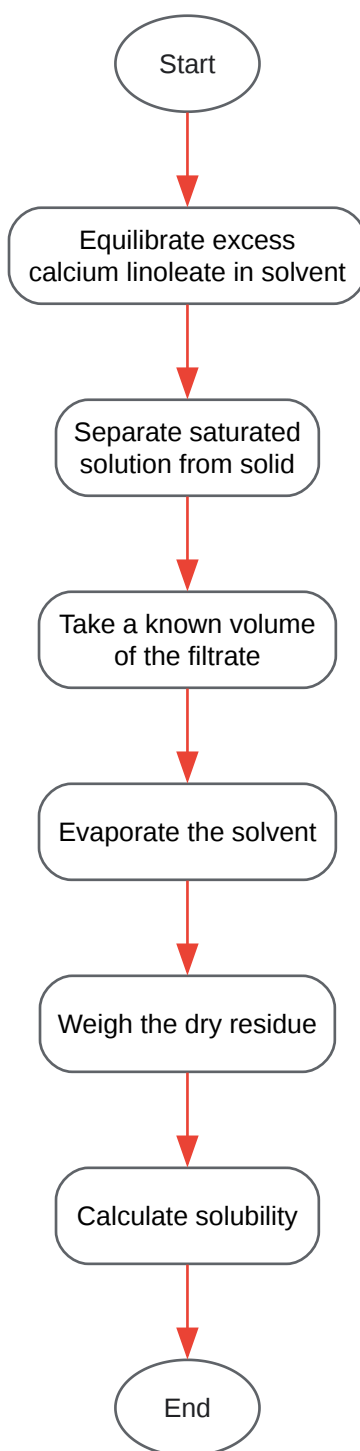 Start
Equilibrate excess
calcium linoleate in solvent
Separate saturated
solution from solid
Take a known volume
of the filtrate
Evaporate the solvent
Weigh the dry residue
Calculate solubility
End